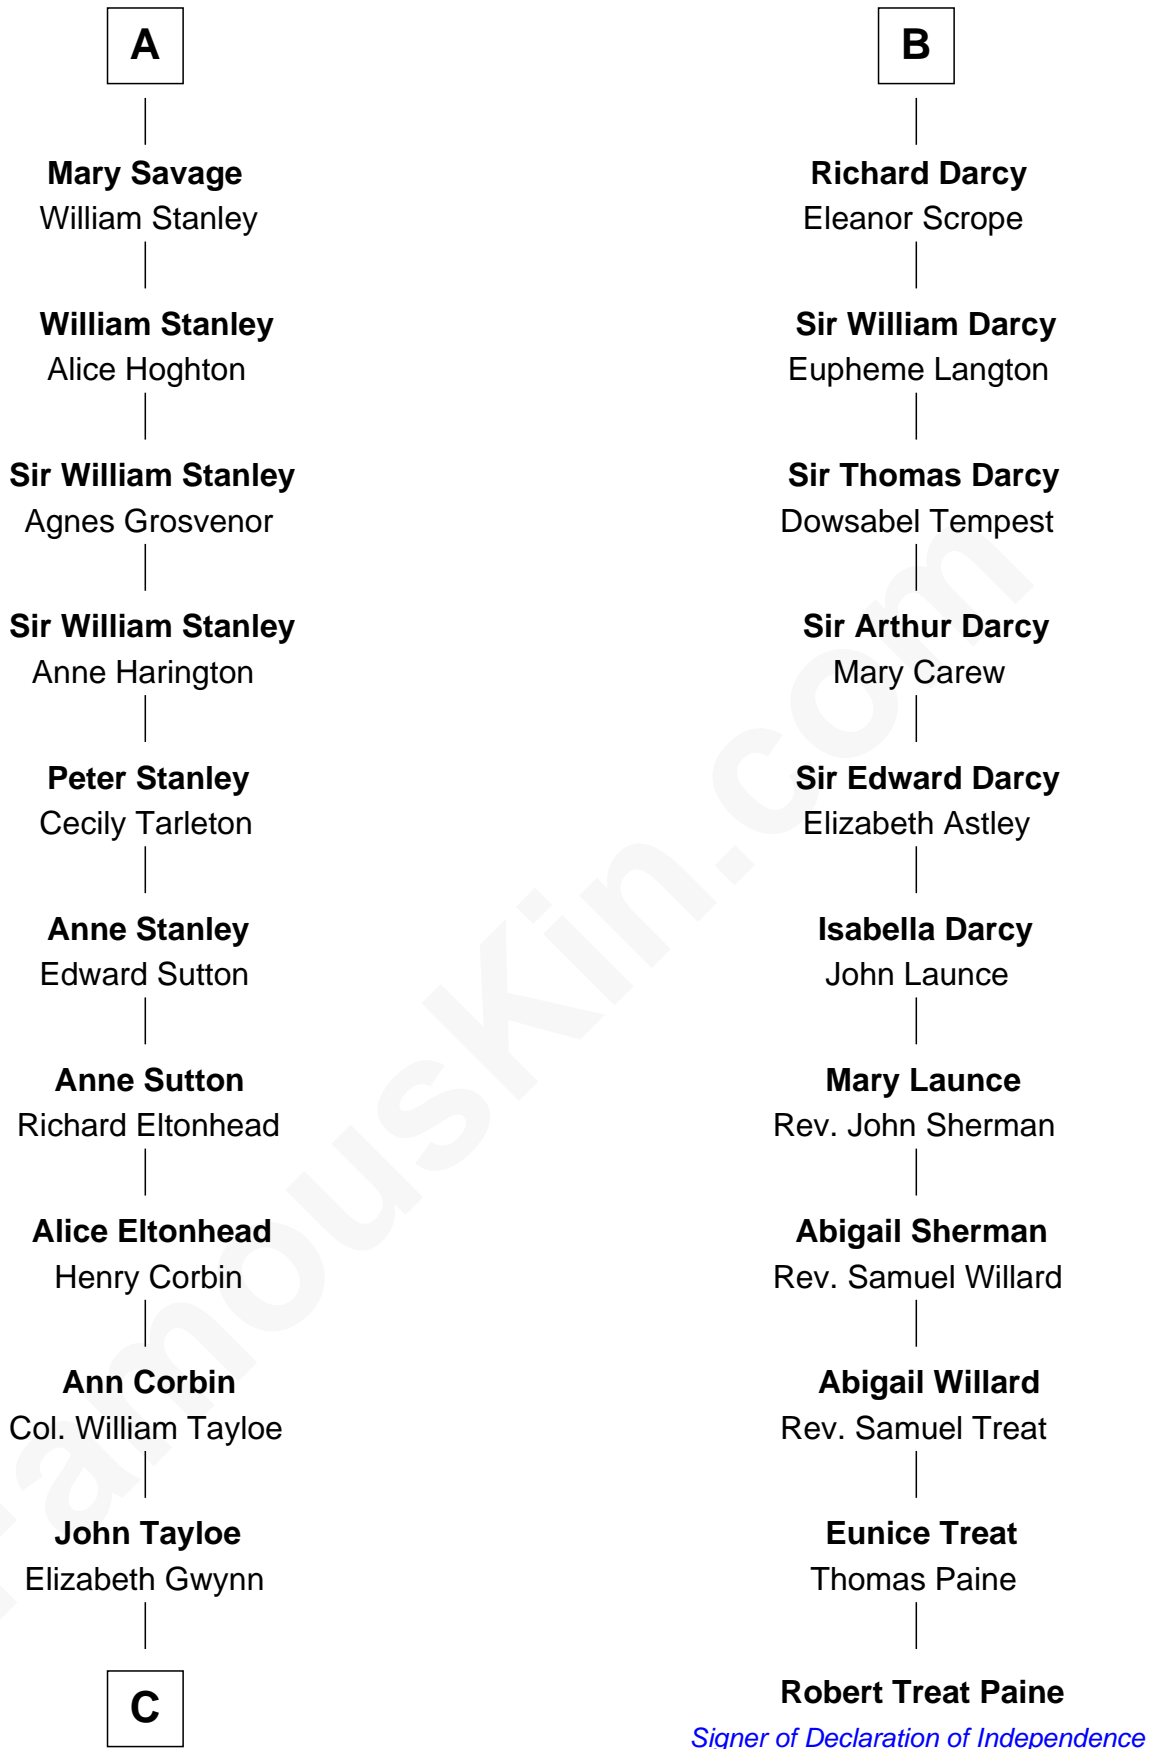 A
Mary Savage
William Stanley
William Stanley
Alice Hoghton
Sir William Stanley
Agnes Grosvenor
Sir William Stanley
Anne Harington
Peter Stanley
Cecily Tarleton
Anne Stanley
Edward Sutton
Anne Sutton
Richard Eltonhead
Alice Eltonhead
Henry Corbin
Ann Corbin
Col. William Tayloe
John Tayloe
Elizabeth Gwynn
C
B
Richard Darcy
Eleanor Scrope
Sir William Darcy
Eupheme Langton
Sir Thomas Darcy
Dowsabel Tempest
Sir Arthur Darcy
Mary Carew
Sir Edward Darcy
Elizabeth Astley
Isabella Darcy
John Launce
Mary Launce
Rev. John Sherman
Abigail Sherman
Rev. Samuel Willard
Abigail Willard
Rev. Samuel Treat
Eunice Treat
Thomas Paine
Robert Treat Paine
Signer of Declaration of Independence
FamousKin.com